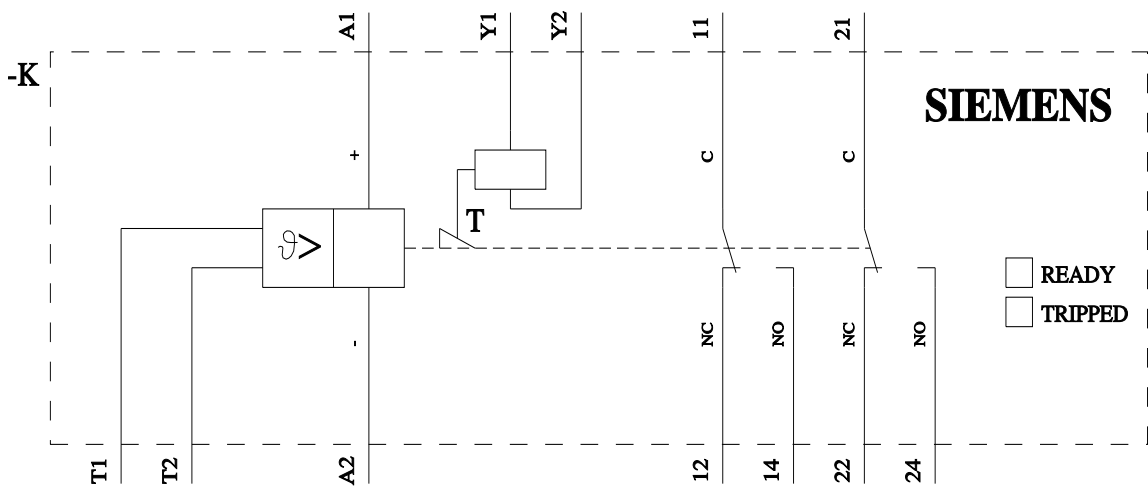 A1
Y1
Y2
11
21
-K
SIEMENS
+
C
C
T
ϑ>
READY
TRIPPED
-
NC
NO
NC
NO
T1
T2
A2
12
14
22
24